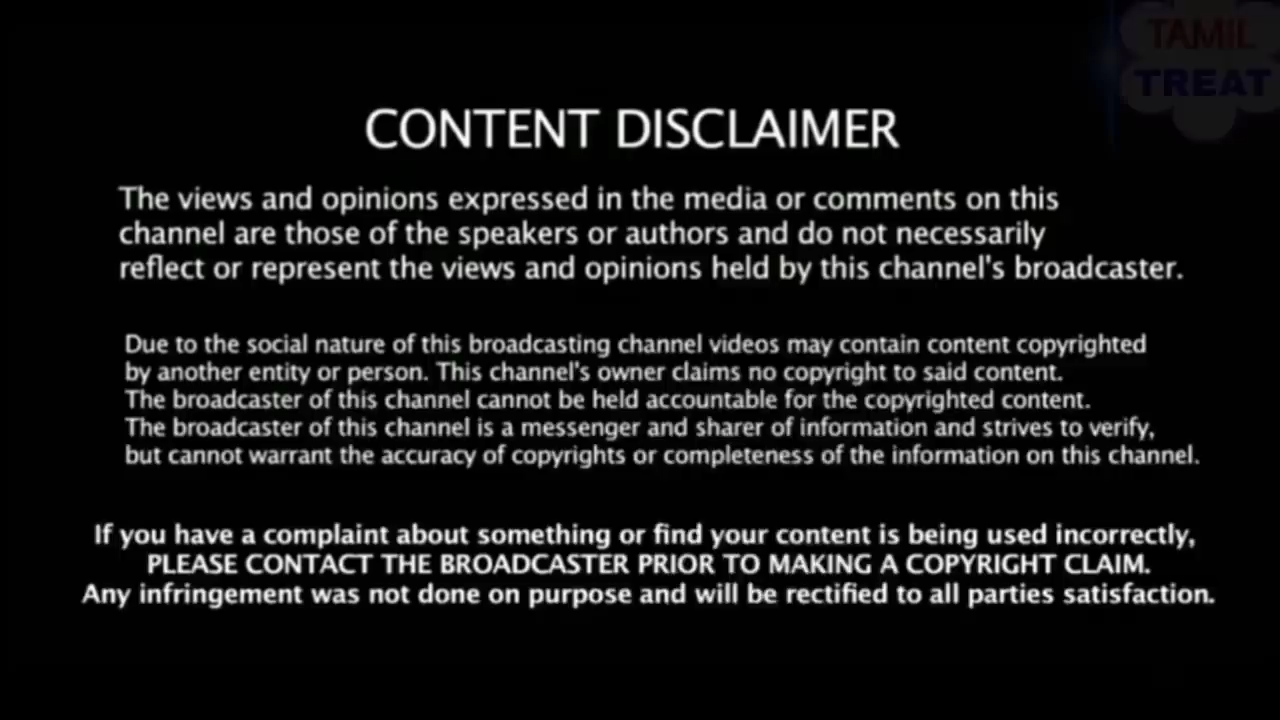 TAMIL
TREAT
CONTENT DISCLAIMER
The views and opinions expressed in the media or comments on this
channel are those of the speakers or authors and do not necessarily
reflect or represent the views and opinions held by this channel's broadcaster.
Due to the social nature of this broadcasting channel videos may contain content copyrighted
by another entity or person. This channel's owner claims no copyright to said content.
The broadcaster of this channel cannot be held accountable for the copyrighted content.
The broadcaster of this channel is a messenger and sharer of information and strives to verify,
but cannot warrant the accuracy of copyrights or completeness of the information on this channel.
If you have a complaint about something or find your content is being used incorrectly,
PLEASE CONTACT THE BROADCASTER PRIOR TO MAKING A COPYRIGHT CLAIM.
Any infringement was not done on purpose and will be rectified to all parties satisfaction.